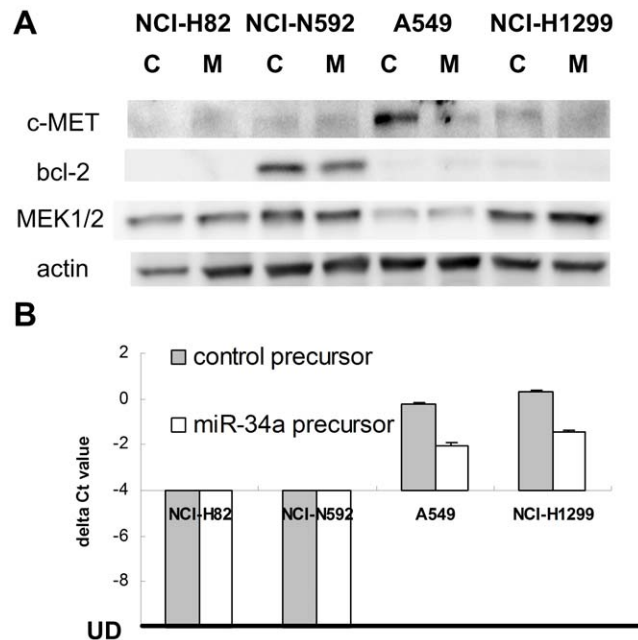 A
NCI-H82 NCI-N592 A549 NCI-H1299
C M C M C M C M
c-MET
bcl-2
MEK1/2
actin
B
2
0
-2
-4
-6
-8
UD
delta Ct value
control precursor
miR-34a precursor
NCI-H82 NCI-N592 A549 NCI-H1299